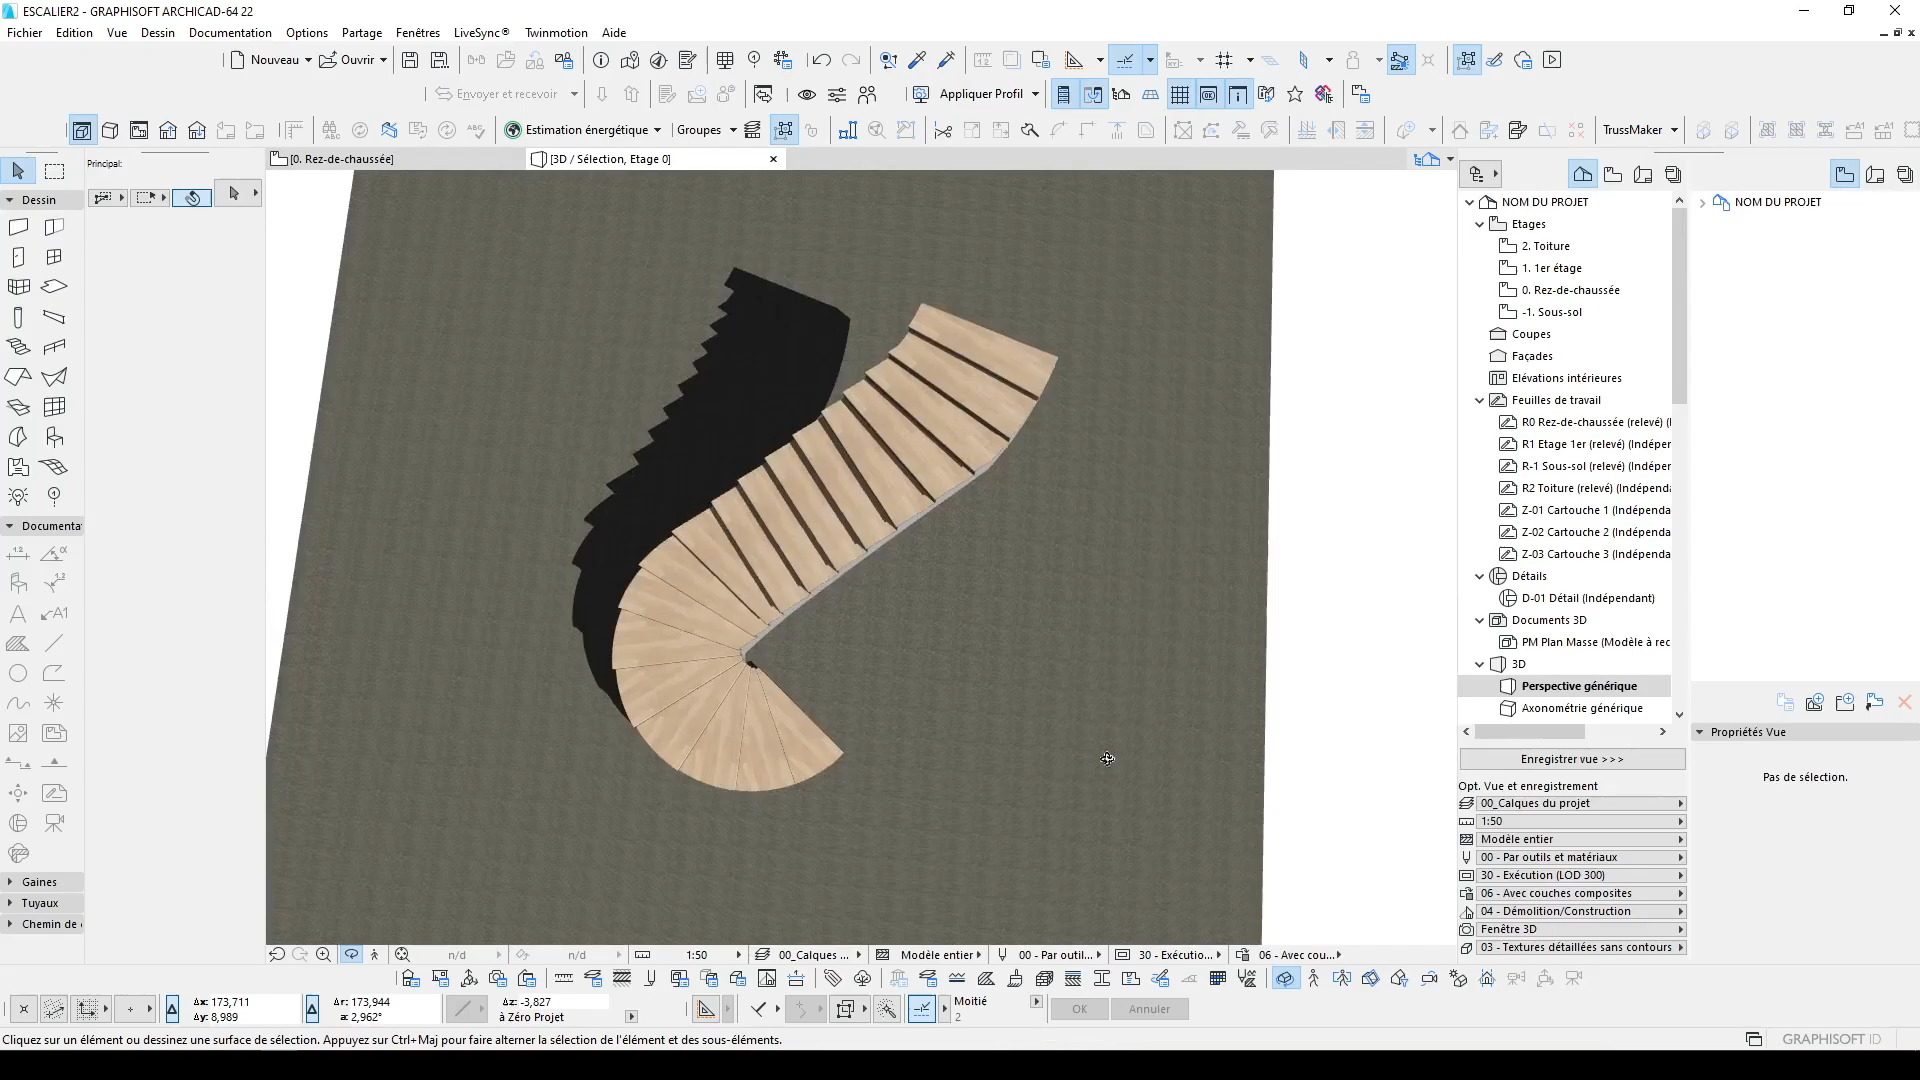 ESCALIER2 - GRAPHISOFT ARCHICAD-64 22
Fichier Edition Vue Dessin Documentation Options Partage Fenêtres LiveSync® Twinmotion Aide
Nouveau Ouvrir
Envoyer et recevoir Appliquer Profil
Estimation énergétique Groupes TrussMaker
Principal:
[0. Rez-de-chaussée] [3D / Sélection, Etage 0]
Dessin
Documenta
Gaines
Tuyaux
Chemin de
NOM DU PROJET
Etages
2. Toiture
1. 1er étage
0. Rez-de-chaussée
-1. Sous-sol
Coupes
Façades
Elévations intérieures
Feuilles de travail
R0 Rez-de-chaussée (relevé) (I
R1 Etage 1er (relevé) (Indéper
R-1 Sous-sol (relevé) (Indéper
R2 Toiture (relevé) (Indépenda
Z-01 Cartouche 1 (Indépenda
Z-02 Cartouche 2 (Indépenda
Z-03 Cartouche 3 (Indépenda
Détails
D-01 Détail (Indépendant)
Documents 3D
PM Plan Masse (Modèle à rec
3D
Perspective générique
Axonométrie générique
Enregistrer vue >>>
Opt. Vue et enregistrement
00_Calques du projet
1:50
Modèle entier
00 - Par outils et matériaux
30 - Exécution (LOD 300)
06 - Avec couches composites
04 - Démolition/Construction
Fenêtre 3D
03 - Textures détaillées sans contours
NOM DU PROJET
Propriétés Vue
Pas de sélection.
n/d n/d 1:50 00_Calques ... Modèle entier 00 - Par outil... 30 - Exécutio... 06 - Avec cou...
Δx: 173,711
Δy: 8,989
Δr: 173,944
a: 2,962°
Δz: -3,827
à Zéro Projet
Moitié
2
OK Annuler
Cliquez sur un élément ou dessinez une surface de sélection. Appuyez sur Ctrl+Maj pour faire alterner la sélection de l'élément et des sous-éléments.
GRAPHISOFT ID